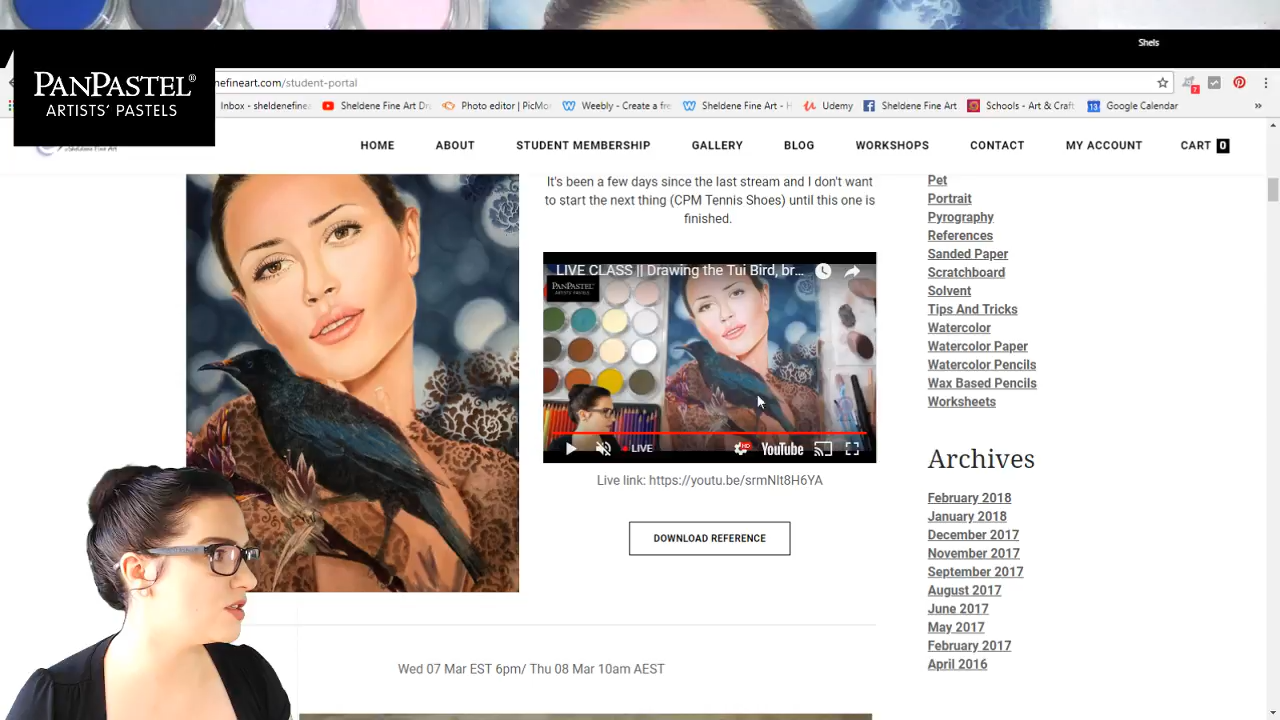 Shels
PANPASTEL®
ARTISTS' PASTELS
nefineart.com/student-portal
7
Inbox - sheldenefine
Sheldene Fine Art Dr
Photo editor | PicMo
Weebly - Create a fre
Sheldene Fine Art - H
Udemy
Sheldene Fine Art
Schools - Art & Craft
13
Google Calendar
»
HOME
ABOUT
STUDENT MEMBERSHIP
GALLERY
BLOG
WORKSHOPS
CONTACT
MY ACCOUNT
CART 0
It's been a few days since the last stream and I don't want
to start the next thing (CPM Tennis Shoes) until this one is
finished.
LIVE CLASS || Drawing the Tui Bird, br...
PANPASTEL
LIVE
HD
YouTube
Live link: https://youtu.be/srmNIt8H6YA
DOWNLOAD REFERENCE
Wed 07 Mar EST 6pm/ Thu 08 Mar 10am AEST
Pet
Portrait
Pyrography
References
Sanded Paper
Scratchboard
Solvent
Tips And Tricks
Watercolor
Watercolor Paper
Watercolor Pencils
Wax Based Pencils
Worksheets
Archives
February 2018
January 2018
December 2017
November 2017
September 2017
August 2017
June 2017
May 2017
February 2017
April 2016